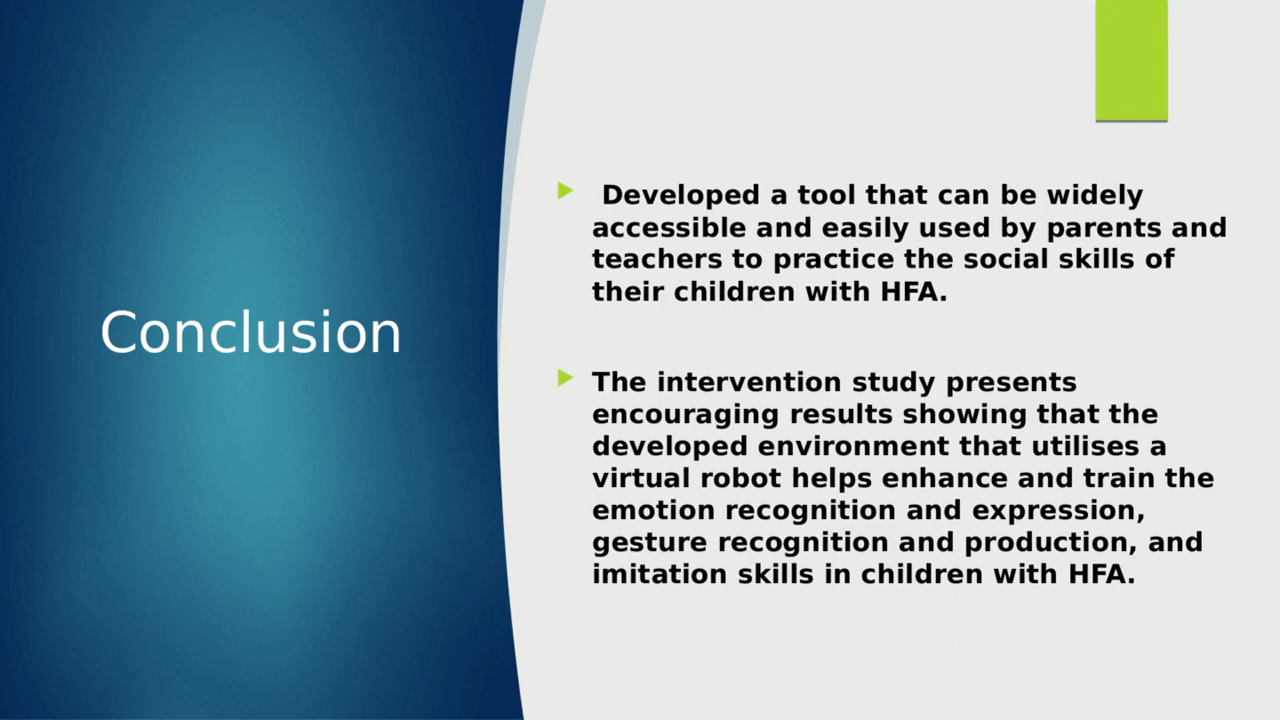 Conclusion
Developed a tool that can be widely
accessible and easily used by parents and
teachers to practice the social skills of
their children with HFA.
The intervention study presents
encouraging results showing that the
developed environment that utilises a
virtual robot helps enhance and train the
emotion recognition and expression,
gesture recognition and production, and
imitation skills in children with HFA.